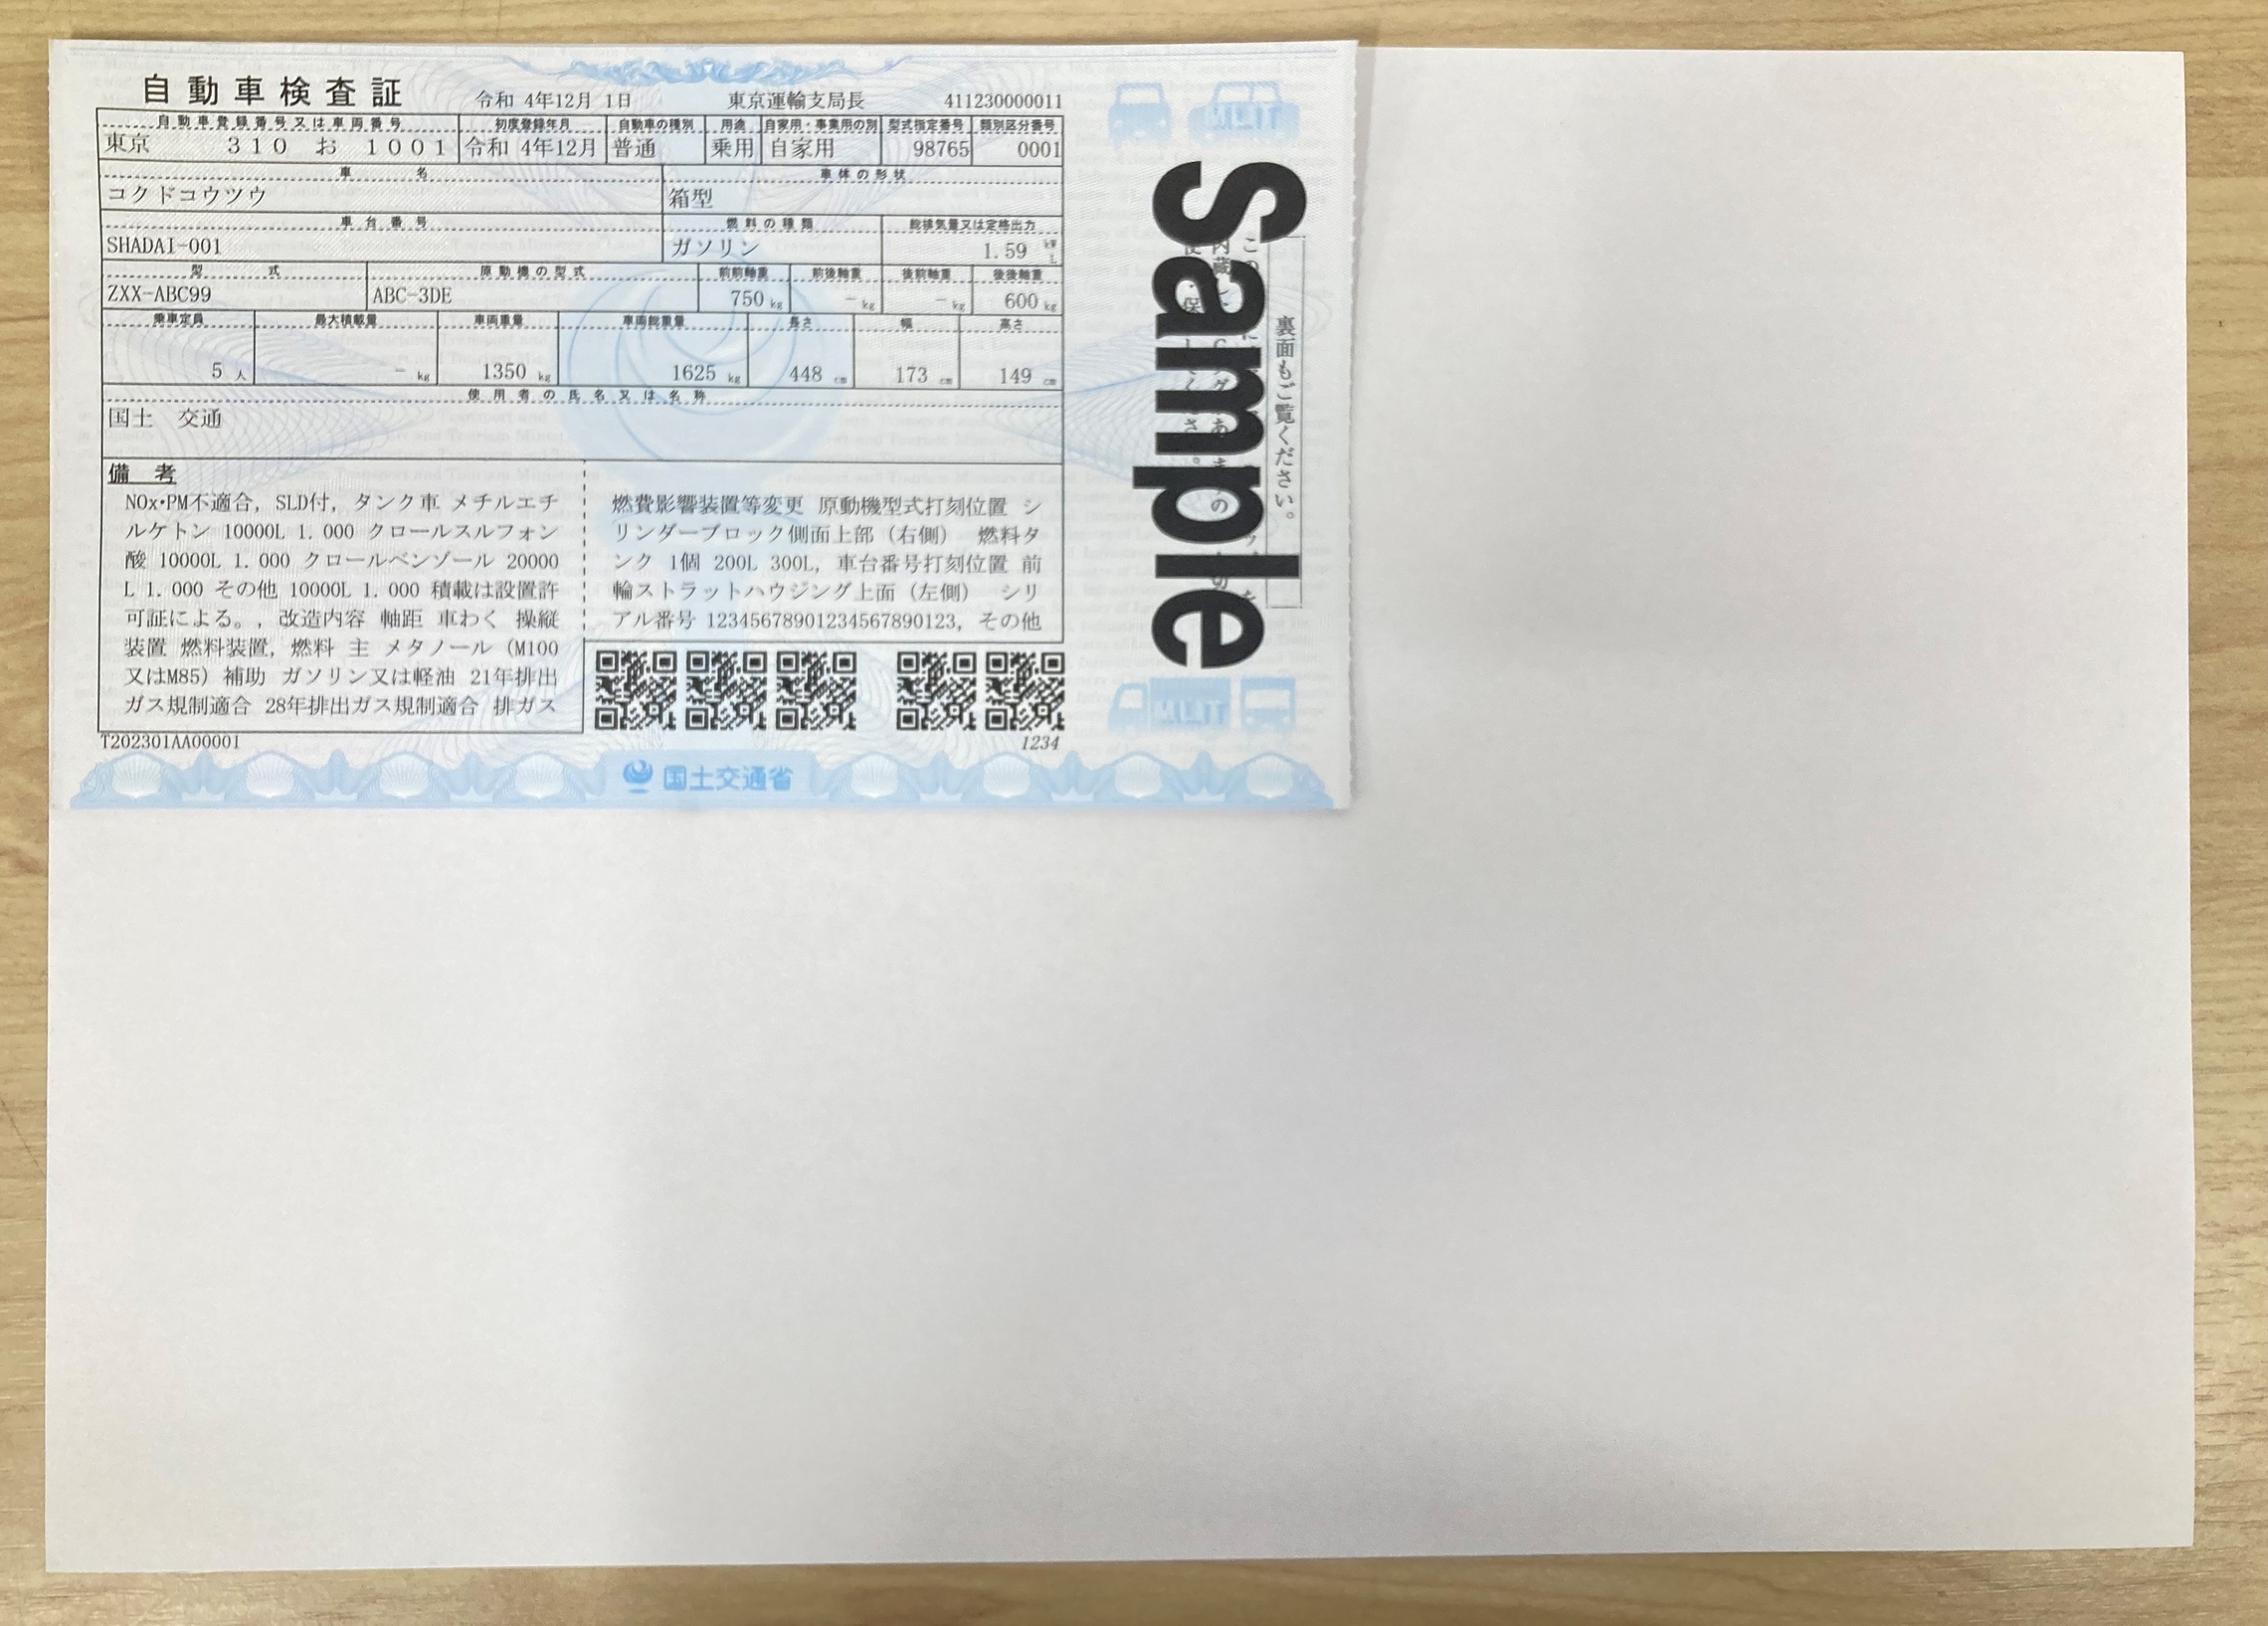 自動車検査証 令和 4年12月 1日 東京運輸支局長 411230000011
自動車登録番号又は車両番号 初度登録年月 自動車の種別 用途 自家用・事業用の別 型式指定番号 類別区分番号
東京 310 お 1001 令和 4年12月 普通 乗用 自家用 98765 0001
車名 車体の形状
コクドコウツウ 箱型
車台番号 燃料の種類 総排気量又は定格出力
SHADAI-001 ガソリン 1.59 kW L
型式 原動機の型式 前前軸重 前後軸重 後前軸重 後後軸重
ZXX-ABC99 ABC-3DE 750 kg - kg - kg 600 kg
乗車定員 最大積載量 車両重量 車両総重量 長さ 幅 高さ
5 人 - kg 1350 kg 1625 kg 448 cm 173 cm 149 cm
使用者の氏名又は名称
国土 交通
備考
NOx・PM不適合, SLD付, タンク車 メチルエチ
ルケトン 10000L 1.000 クロールスルフォン
酸 10000L 1.000 クロールベンゾール 20000
L 1.000 その他 10000L 1.000 積載は設置許
可証による。, 改造内容 軸距 車わく 操縦
装置 燃料装置, 燃料 主 メタノール (M100
又はM85) 補助 ガソリン又は軽油 21年排出
ガス規制適合 28年排出ガス規制適合 排ガス
燃費影響装置等変更 原動機型式打刻位置 シ
リンダーブロック側面上部 (右側) 燃料タ
ンク 1個 200L 300L, 車台番号打刻位置 前
輪ストラットハウジング上面 (左側) シリ
アル番号 12345678901234567890123, その他
T202301AA00001
1234
国土交通省
裏面もご覧ください。
Sample
MLIT
MLIT